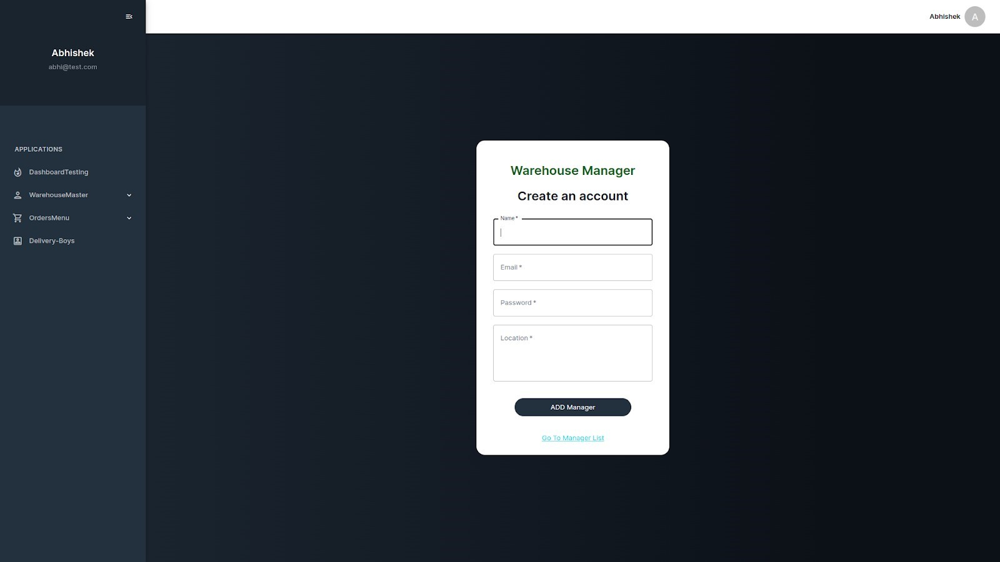 Abhishek
A
Abhishek
abhi@test.com
APPLICATIONS
DashboardTesting
WarehouseMaster
OrdersMenu
Delivery-Boys
Warehouse Manager
Create an account
Name *
Email *
Password *
Location *
ADD Manager
Go To Manager List